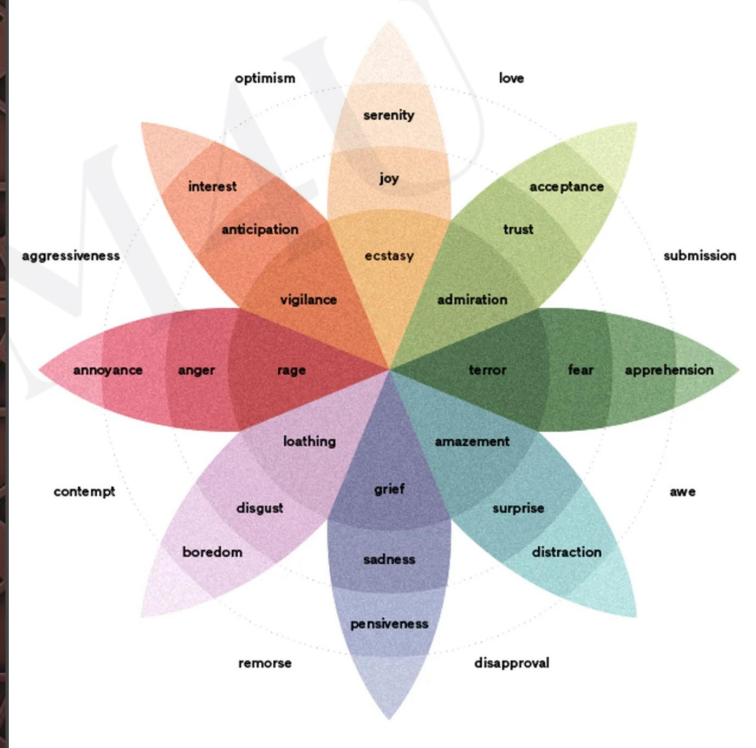 optimism
love
serenity
joy
interest
acceptance
anticipation
trust
aggressiveness
ecstasy
submission
vigilance
admiration
annoyance
anger
rage
terror
fear
apprehension
loathing
amazement
contempt
grief
awe
disgust
surprise
boredom
sadness
distraction
pensiveness
remorse
disapproval